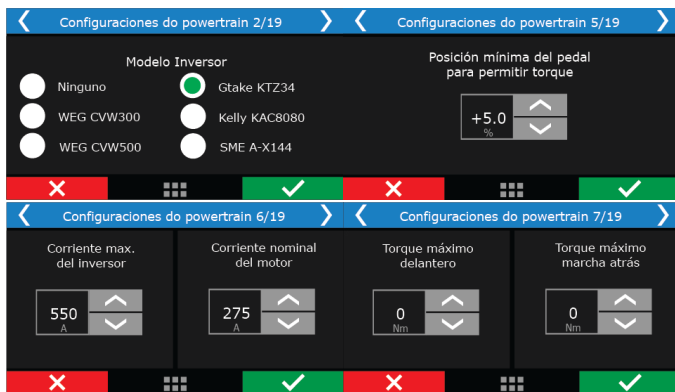 Configuraciones do powertrain 2/19
Modelo Inversor
Ninguno
Gtake KTZ34
WEG CVW300
Kelly KAC8080
WEG CVW500
SME A-X144
Configuraciones do powertrain 5/19
Posición mínima del pedal
para permitir torque
+5.0
%
Configuraciones do powertrain 6/19
Corriente max.
del inversor
550
A
Corriente nominal
del motor
275
A
Configuraciones do powertrain 7/19
Torque máximo
delantero
0
Nm
Torque máximo
marcha atrás
0
Nm